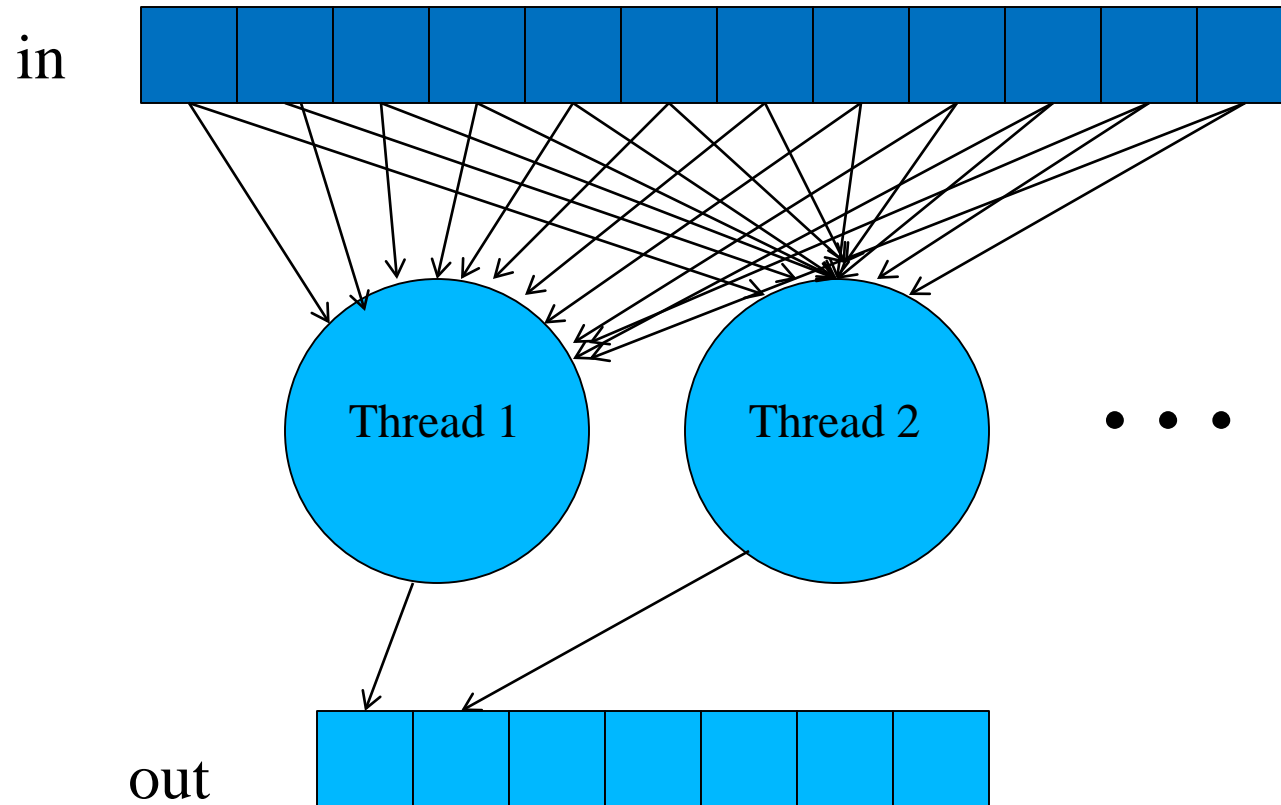 in
Thread 1
Thread 2
• • •
out